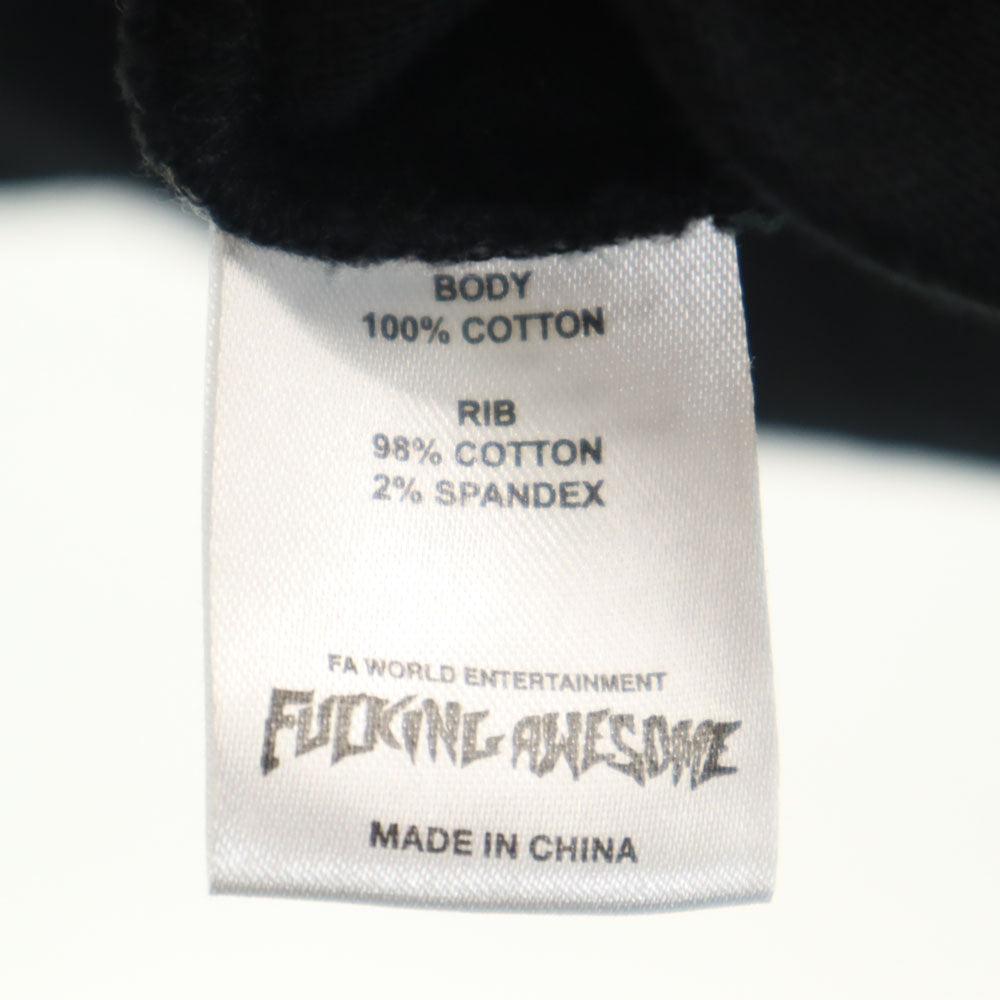 BODY
100% COTTON
RIB
98% COTTON
2% SPANDEX
FA WORLD ENTERTAINMENT
FUCKING AWESOME
MADE IN CHINA